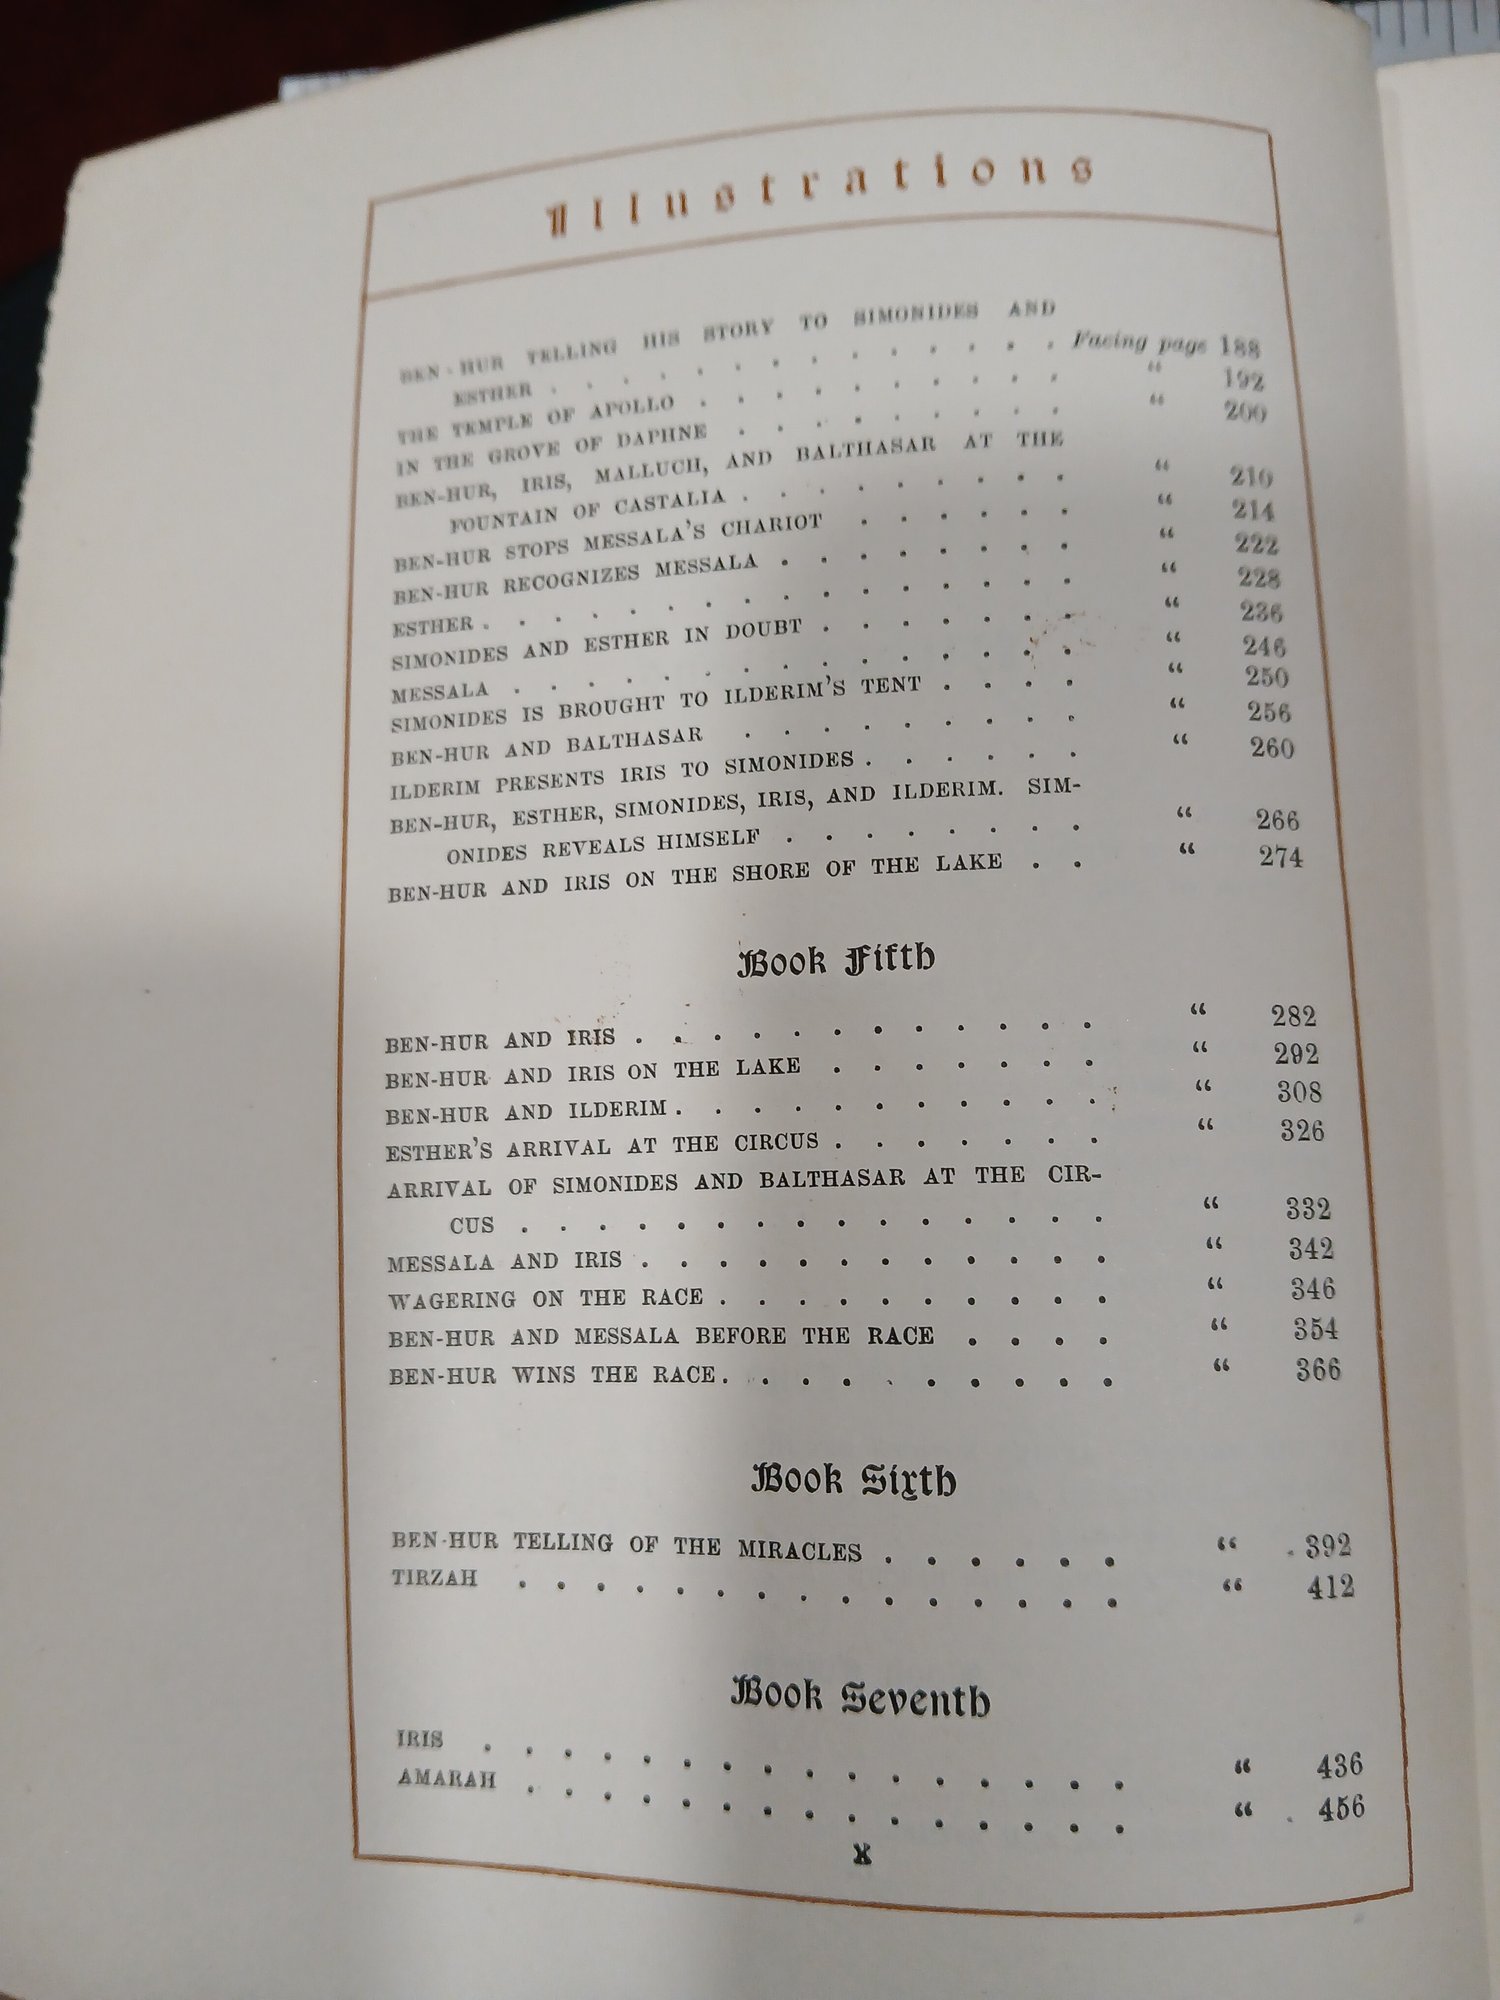 Illustrations
BEN-HUR TELLING HIS STORY TO SIMONIDES AND
ESTHER . . . . . . . . . . . . . . Facing page 188
THE TEMPLE OF APOLLO . . . . . . . . . . “ 192
IN THE GROVE OF DAPHNE . . . . . . . . . “ 200
BEN-HUR, IRIS, MALLUCH, AND BALTHASAR AT THE
FOUNTAIN OF CASTALIA . . . . . . . . . “ 210
BEN-HUR STOPS MESSALA'S CHARIOT . . . . . . “ 214
BEN-HUR RECOGNIZES MESSALA . . . . . . . . “ 222
ESTHER . . . . . . . . . . . . . . . . “ 228
SIMONIDES AND ESTHER IN DOUBT . . . . . . . “ 236
MESSALA . . . . . . . . . . . . . . . “ 246
SIMONIDES IS BROUGHT TO ILDERIM'S TENT . . . . “ 250
BEN-HUR AND BALTHASAR . . . . . . . . . “ 256
ILDERIM PRESENTS IRIS TO SIMONIDES . . . . . . “ 260
BEN-HUR, ESTHER, SIMONIDES, IRIS, AND ILDERIM. SIM-
ONIDES REVEALS HIMSELF . . . . . . . . “ 266
BEN-HUR AND IRIS ON THE SHORE OF THE LAKE . . “ 274
Book Fifth
BEN-HUR AND IRIS . . . . . . . . . . . . “ 282
BEN-HUR AND IRIS ON THE LAKE . . . . . . . “ 292
BEN-HUR AND ILDERIM . . . . . . . . . . . “ 308
ESTHER'S ARRIVAL AT THE CIRCUS . . . . . . . “ 326
ARRIVAL OF SIMONIDES AND BALTHASAR AT THE CIR-
CUS . . . . . . . . . . . . . . . “ 332
MESSALA AND IRIS . . . . . . . . . . . . “ 342
WAGERING ON THE RACE . . . . . . . . . . “ 346
BEN-HUR AND MESSALA BEFORE THE RACE . . . . “ 354
BEN-HUR WINS THE RACE . . . . . . . . . . “ 366
Book Sixth
BEN-HUR TELLING OF THE MIRACLES . . . . . . “ 392
TIRZAH . . . . . . . . . . . . . . . “ 412
Book Seventh
IRIS . . . . . . . . . . . . . . . . “ 436
AMARAH . . . . . . . . . . . . . . . “ 456
X